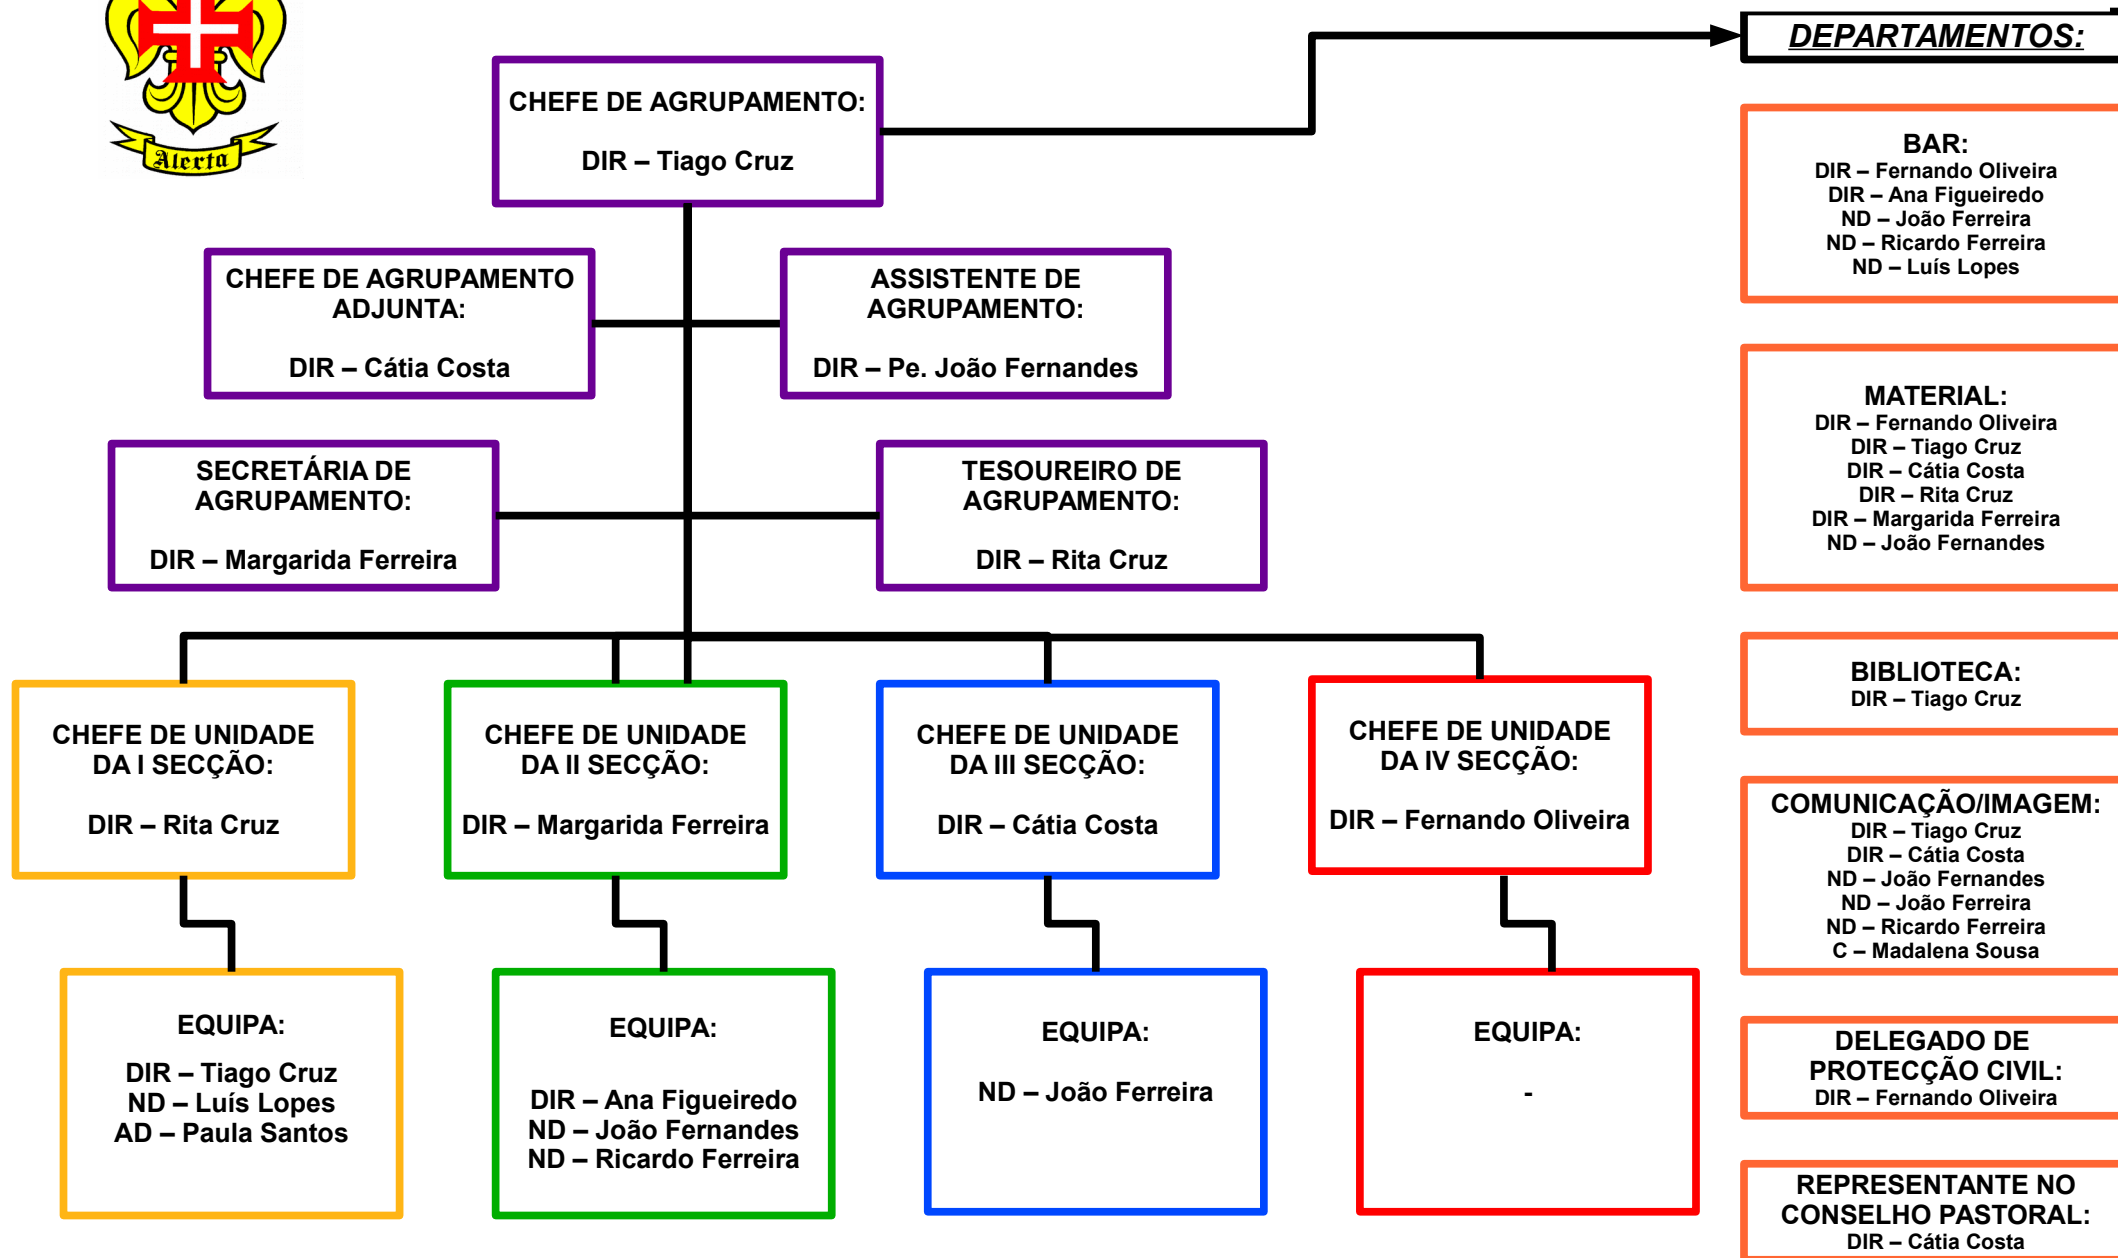 Alerta
CHEFE DE AGRUPAMENTO:
DIR – Tiago Cruz
CHEFE DE AGRUPAMENTO
ADJUNTA:
DIR – Cátia Costa
ASSISTENTE DE
AGRUPAMENTO:
DIR – Pe. João Fernandes
SECRETÁRIA DE
AGRUPAMENTO:
DIR – Margarida Ferreira
TESOUREIRO DE
AGRUPAMENTO:
DIR – Rita Cruz
CHEFE DE UNIDADE
DA I SECÇÃO:
DIR – Rita Cruz
CHEFE DE UNIDADE
DA II SECÇÃO:
DIR – Margarida Ferreira
CHEFE DE UNIDADE
DA III SECÇÃO:
DIR – Cátia Costa
CHEFE DE UNIDADE
DA IV SECÇÃO:
DIR – Fernando Oliveira
EQUIPA:
DIR – Tiago Cruz
ND – Luís Lopes
AD – Paula Santos
EQUIPA:
DIR – Ana Figueiredo
ND – João Fernandes
ND – Ricardo Ferreira
EQUIPA:
ND – João Ferreira
EQUIPA:
-
DEPARTAMENTOS:
BAR:
DIR – Fernando Oliveira
DIR – Ana Figueiredo
ND – João Ferreira
ND – Ricardo Ferreira
ND – Luís Lopes
MATERIAL:
DIR – Fernando Oliveira
DIR – Tiago Cruz
DIR – Cátia Costa
DIR – Rita Cruz
DIR – Margarida Ferreira
ND – João Fernandes
BIBLIOTECA:
DIR – Tiago Cruz
COMUNICAÇÃO/IMAGEM:
DIR – Tiago Cruz
DIR – Cátia Costa
ND – João Fernandes
ND – João Ferreira
ND – Ricardo Ferreira
C – Madalena Sousa
DELEGADO DE
PROTECÇÃO CIVIL:
DIR – Fernando Oliveira
REPRESENTANTE NO
CONSELHO PASTORAL:
DIR – Cátia Costa